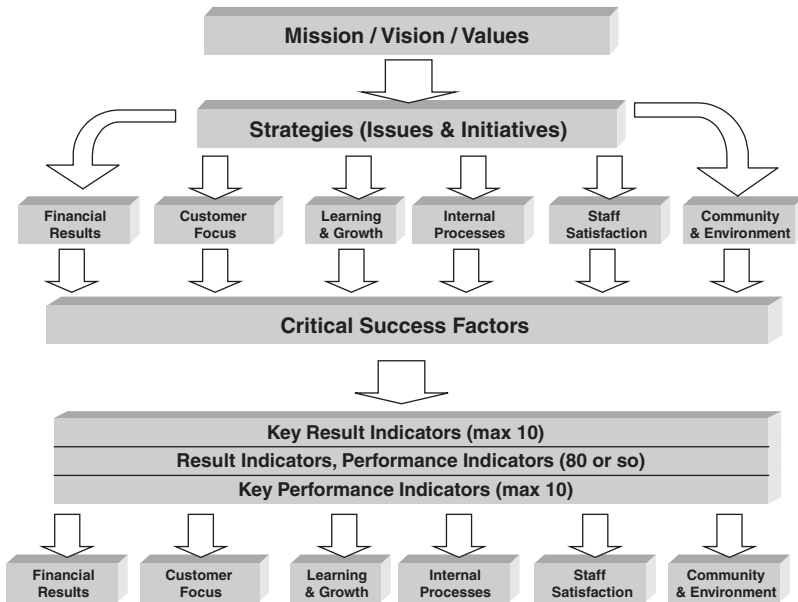 Mission / Vision / Values
Strategies (Issues & Initiatives)
Financial
Results
Customer
Focus
Learning
& Growth
Internal
Processes
Staff
Satisfaction
Community
& Environment
Critical Success Factors
Key Result Indicators (max 10)
Result Indicators, Performance Indicators (80 or so)
Key Performance Indicators (max 10)
Financial
Results
Customer
Focus
Learning
& Growth
Internal
Processes
Staff
Satisfaction
Community
& Environment